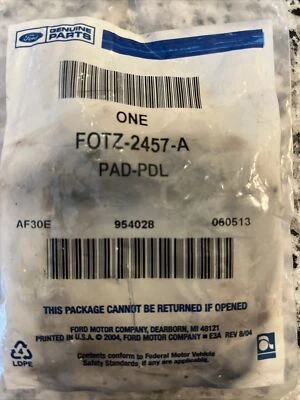 Ford GENUINE
PARTS
ONE
FOTZ-2457-A
PAD-PDL
AF30E 954028 060513
THIS PACKAGE CANNOT BE RETURNED IF OPENED
FORD MOTOR COMPANY, DEARBORN, MI 48121
PRINTED IN U.S.A. © 2004, FORD MOTOR COMPANY E3A REV 8/04
Contents conform to Federal Motor Vehicle
Safety Standards, if any are applicable.
4
LDPE